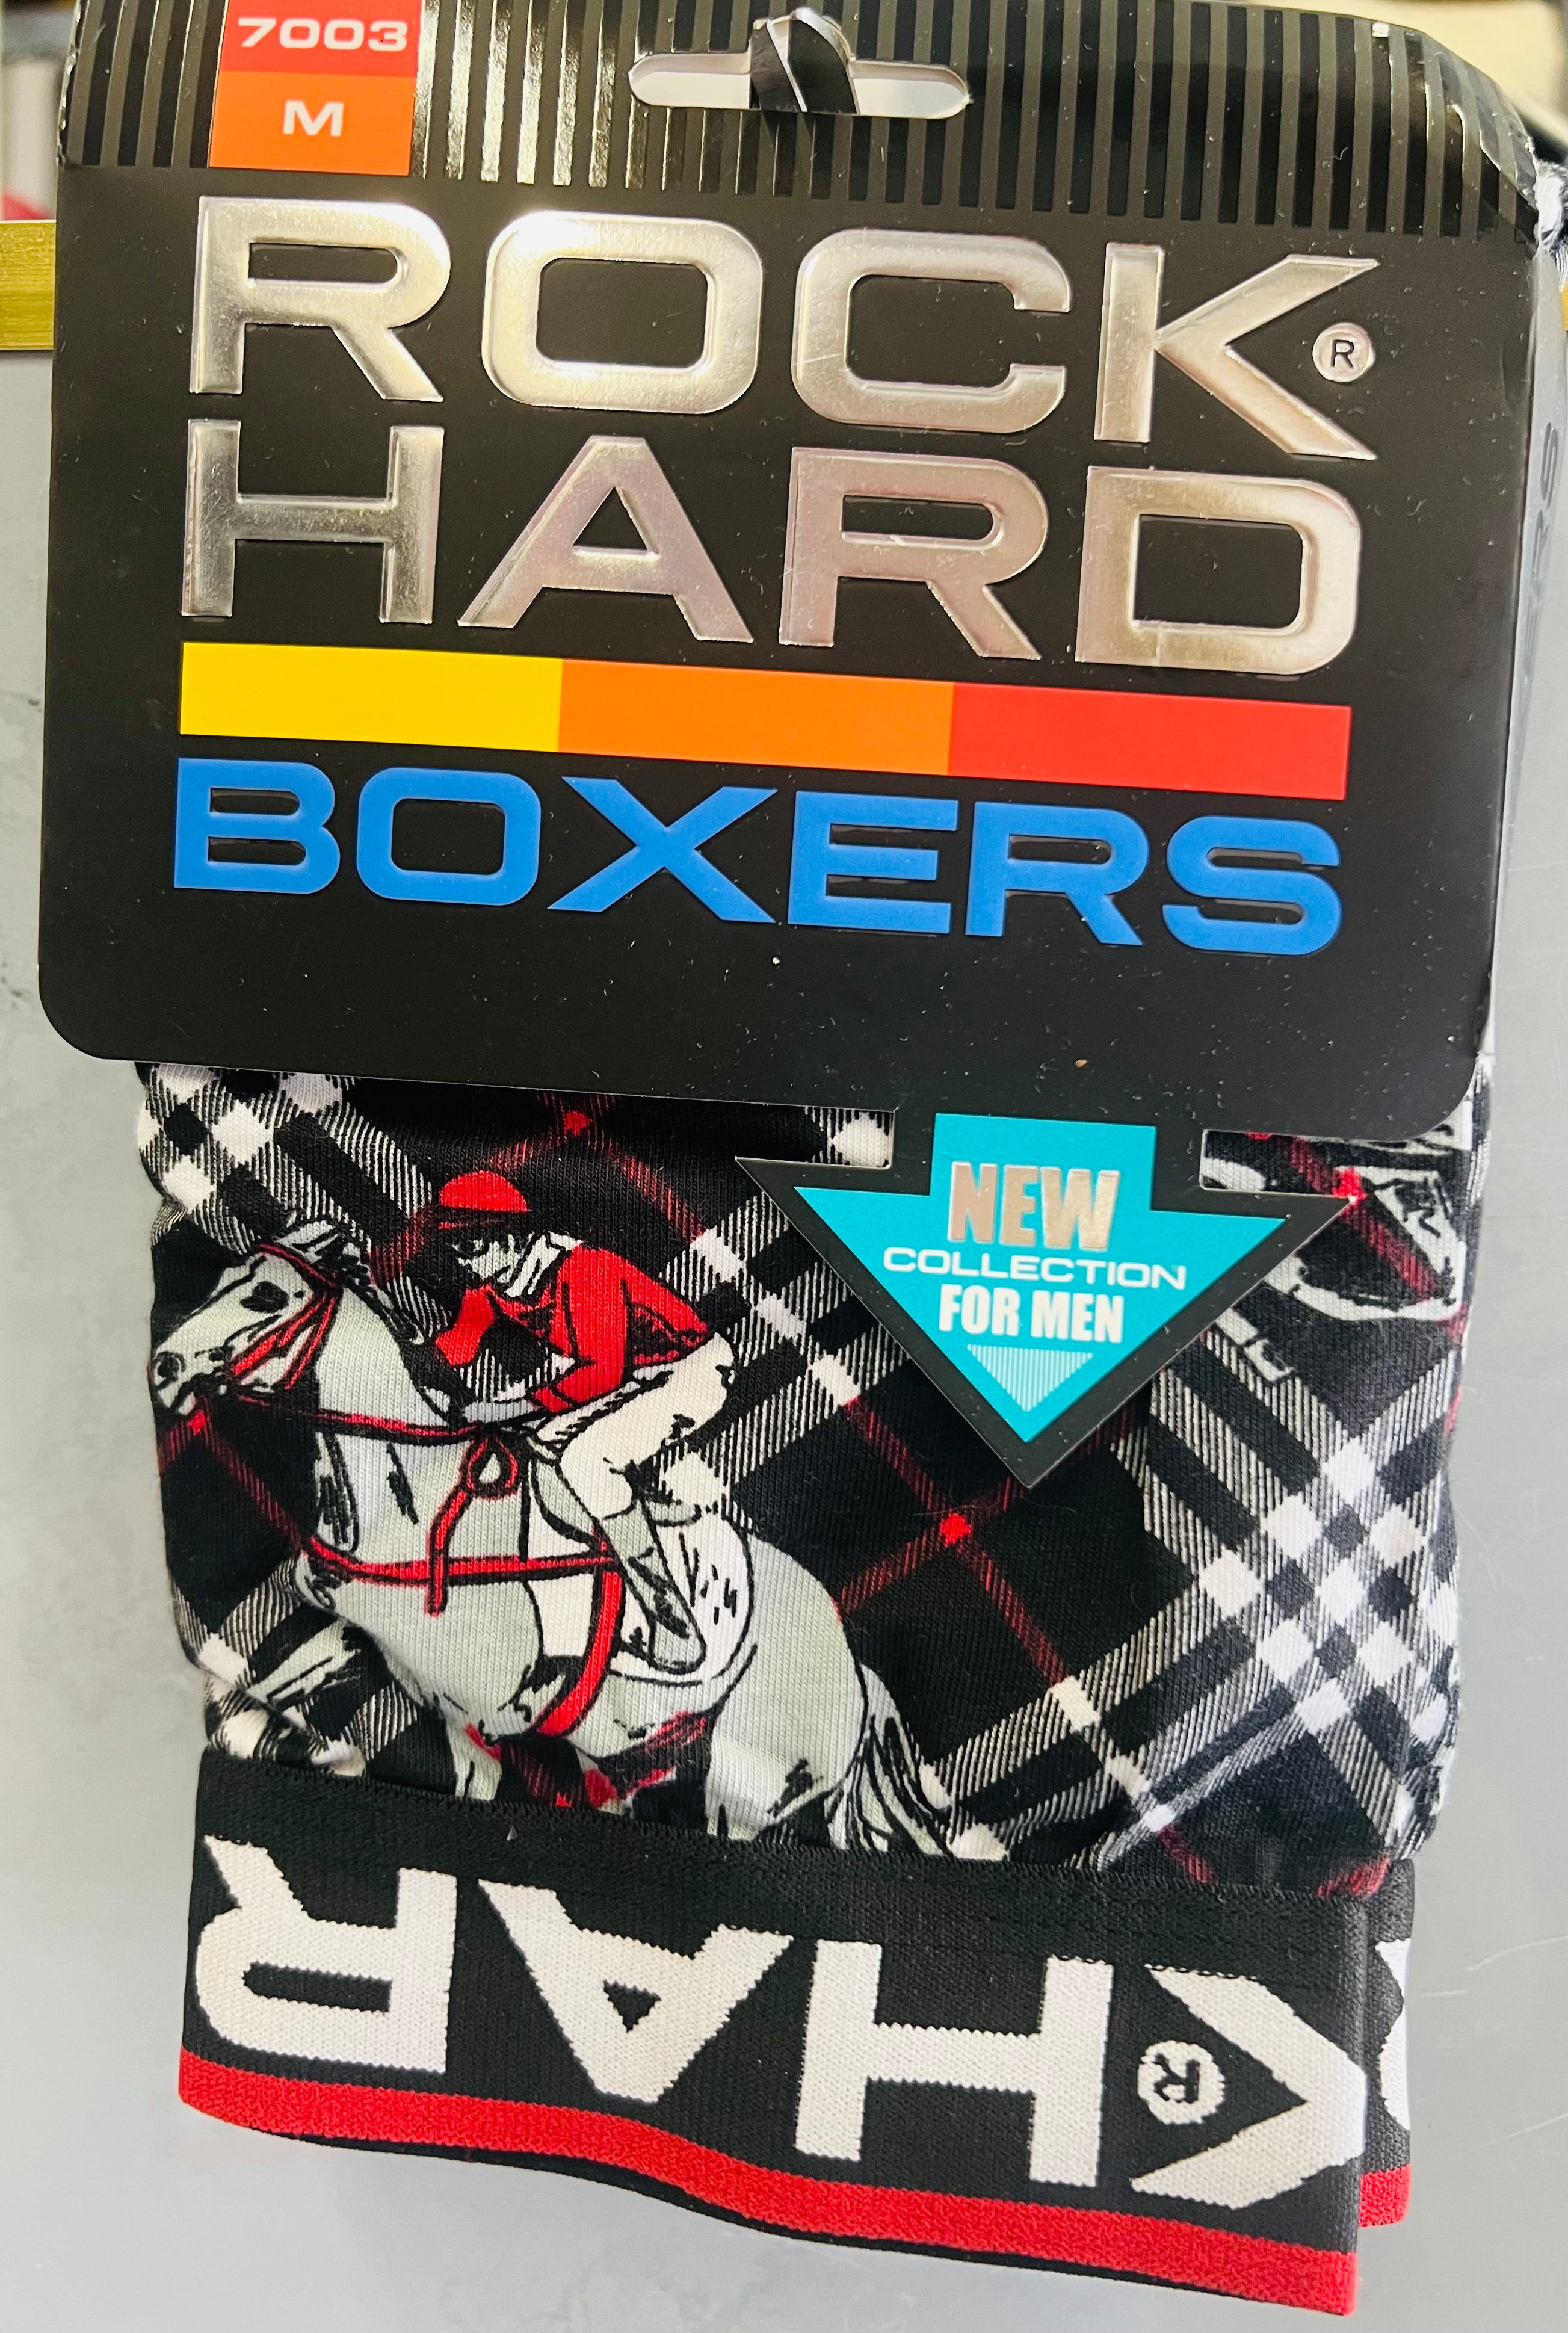 7003
M
ROCK®
HARD
BOXERS
NEW
COLLECTION
FOR MEN
K® HAR